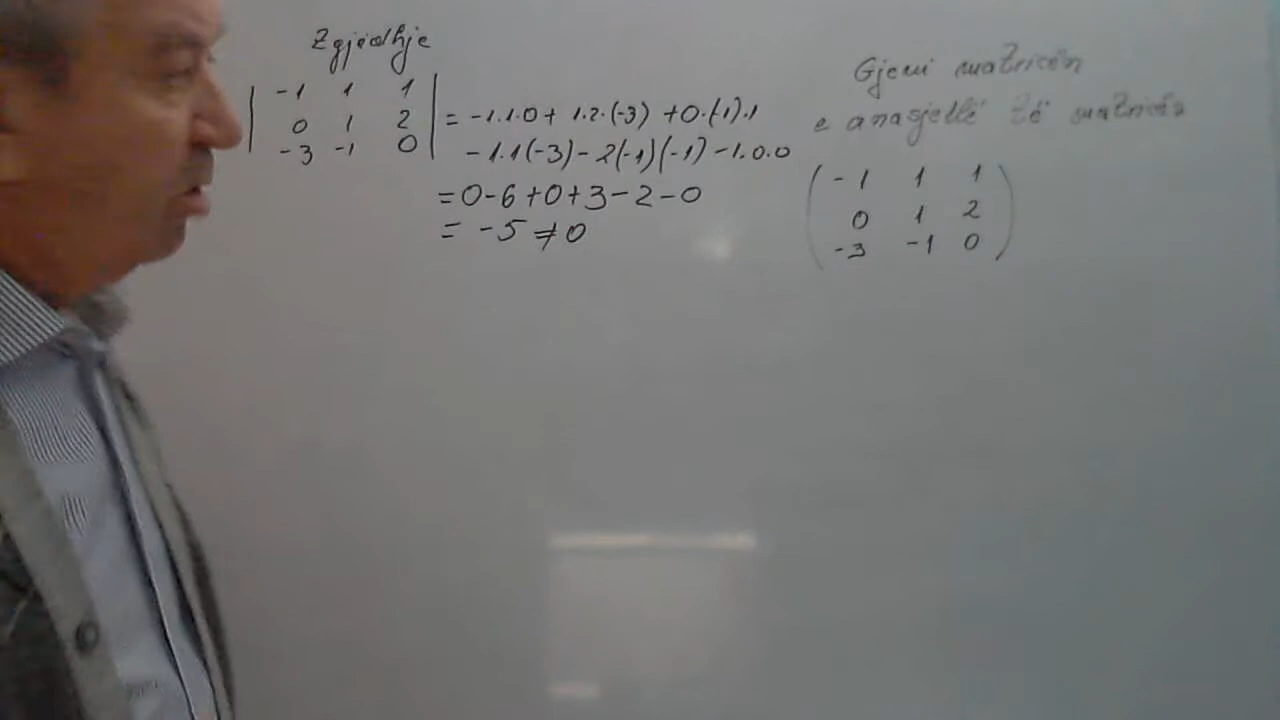 Zgjedhje
| -1 1 1 |
| 0 1 2 | = -1.1.0 + 1.2.(-3) + 0.(-1).1
| -3 -1 0 | -1.1(-3) - 2(-1)(-1) - 1.0.0
= 0 - 6 + 0 + 3 - 2 - 0
= -5 ≠ 0
Gjeni matricën
e anasjelltë të matricës
( -1 1 1 )
( 0 1 2 )
( -3 -1 0 )